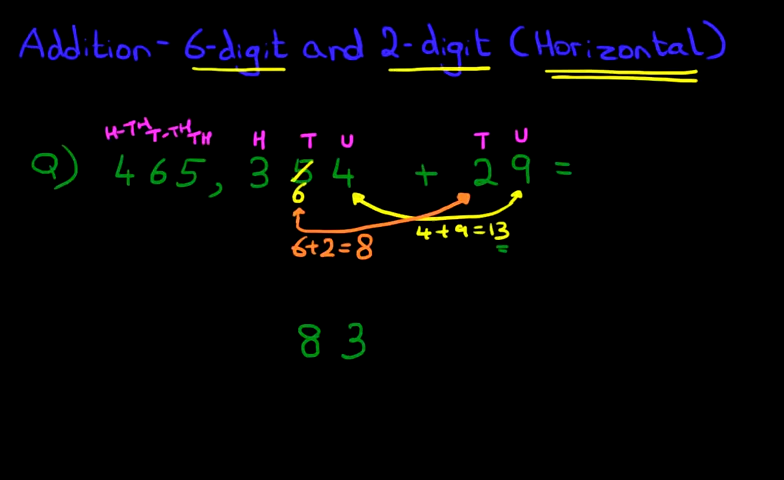 Addition- 6-digit and 2-digit (Horizontal)
H-TH T-TH TH H T U T U
Q) 465,354 + 29 =
6
4+9=13
6+2=8
=
83